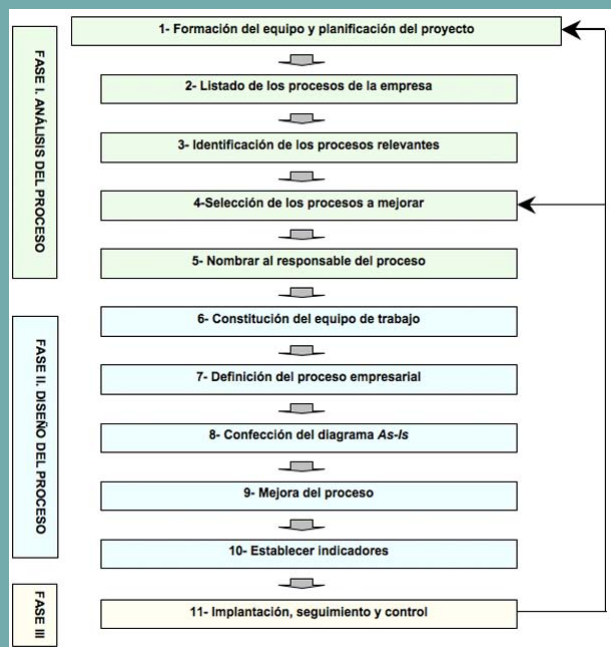 FASE I. ANÁLISIS DEL PROCESO
1- Formación del equipo y planificación del proyecto
2- Listado de los procesos de la empresa
3- Identificación de los procesos relevantes
4-Selección de los procesos a mejorar
5- Nombrar al responsable del proceso
FASE II. DISEÑO DEL PROCESO
6- Constitución del equipo de trabajo
7- Definición del proceso empresarial
8- Confección del diagrama As-Is
9- Mejora del proceso
10- Establecer indicadores
FASE III
11- Implantación, seguimiento y control